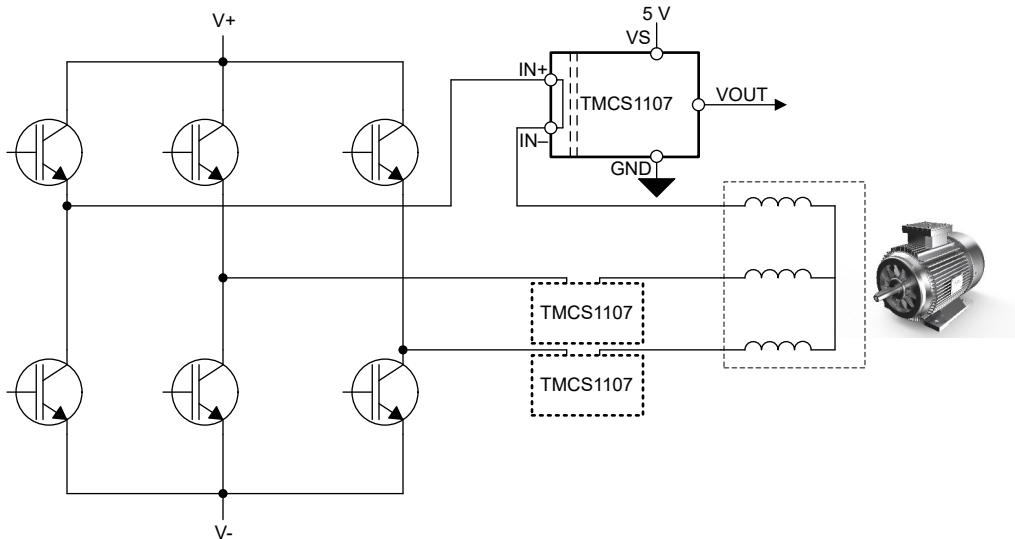 V+
5 V
VS
IN+
TMCS1107
VOUT
IN–
GND
TMCS1107
TMCS1107
V-